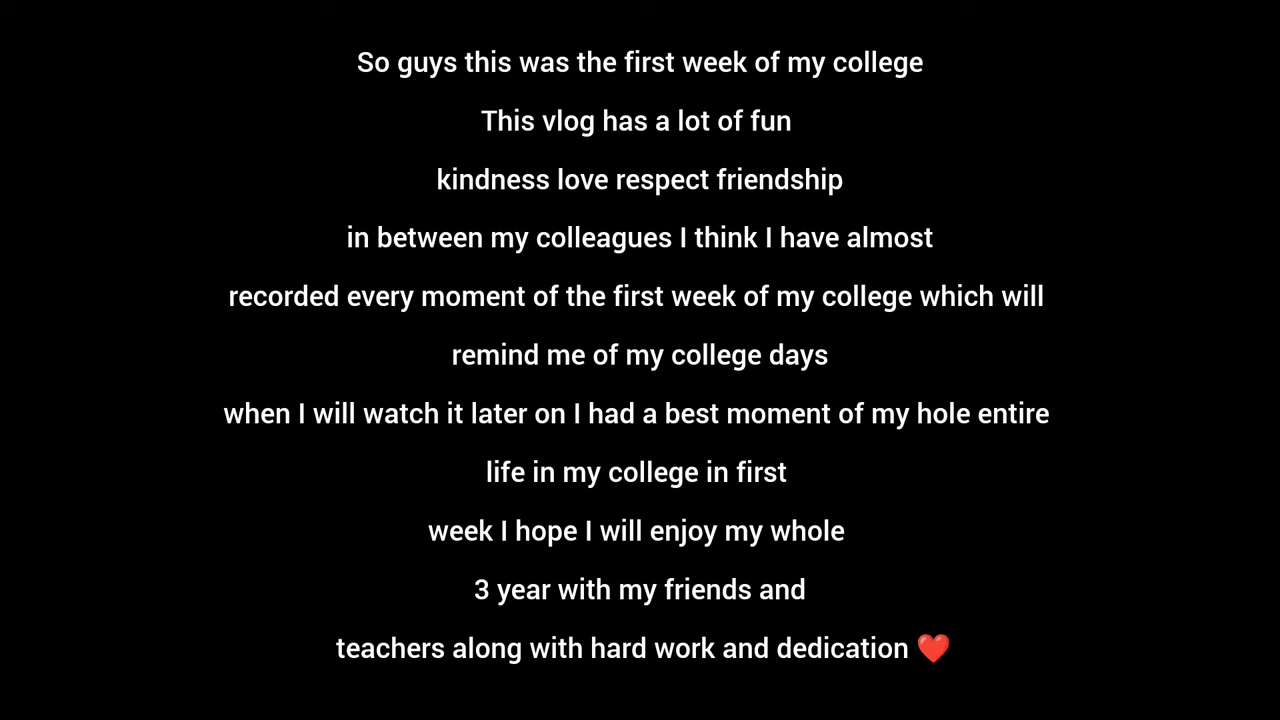 So guys this was the first week of my college
This vlog has a lot of fun
kindness love respect friendship
in between my colleagues I think I have almost
recorded every moment of the first week of my college which will
remind me of my college days
when I will watch it later on I had a best moment of my hole entire
life in my college in first
week I hope I will enjoy my whole
3 year with my friends and
teachers along with hard work and dedication ❤️